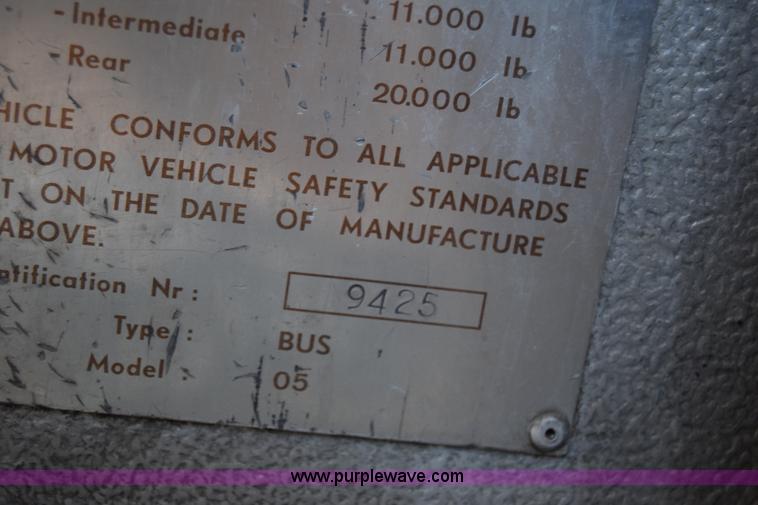 11.000 lb
- Intermediate 11.000 lb
- Rear 20.000 lb
HICLE CONFORMS TO ALL APPLICABLE
MOTOR VEHICLE SAFETY STANDARDS
T ON THE DATE OF MANUFACTURE
ABOVE.
ntification Nr: 9425
Type: BUS
Model: 05
www.purplewave.com